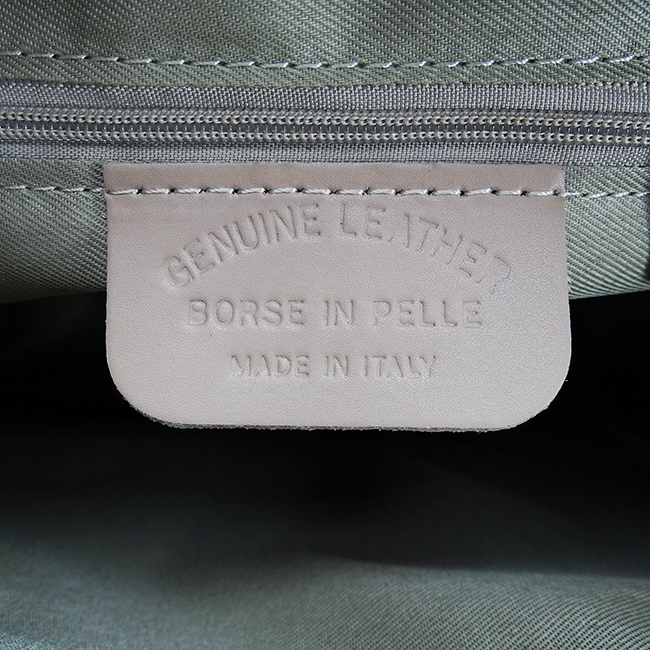 GENUINE LEATHER
BORSE IN PELLE
MADE IN ITALY